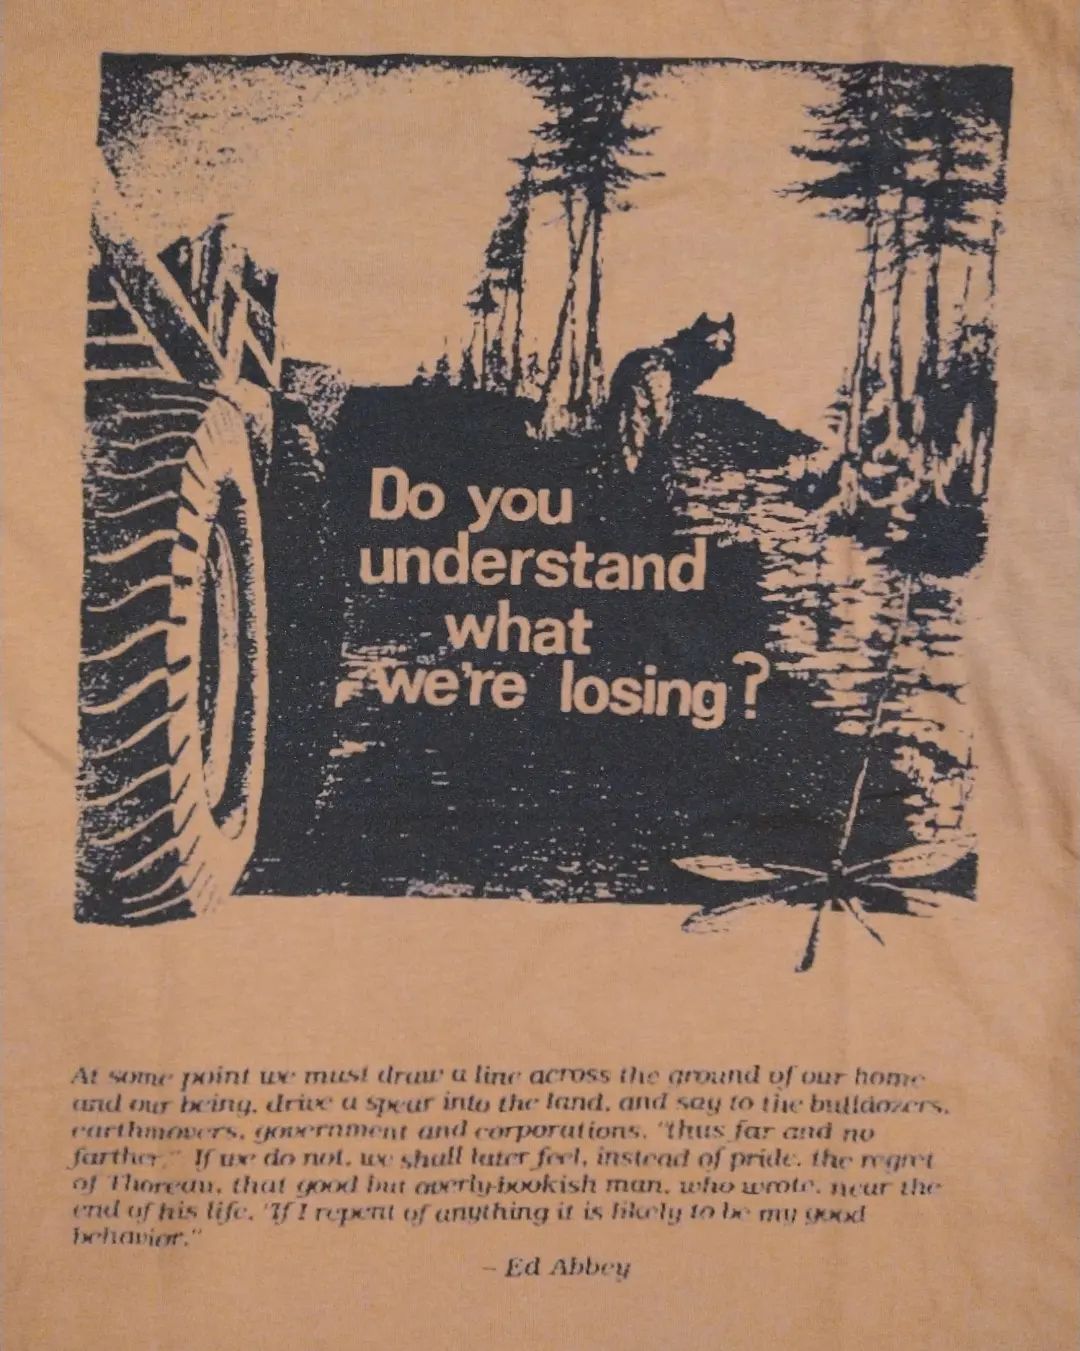 Do you
understand
what
we're losing?
At some point we must draw a line across the ground of our home
and our being, drive a spear into the land, and say to the bulldozers,
earthmovers, government and corporations, "thus far and no
farther." If we do not, we shall later feel, instead of pride, the regret
of Thoreau, that good but overly-bookish man, who wrote, near the
end of his life, "If I repent of anything it is likely to be my good
behavior."
– Ed Abbey